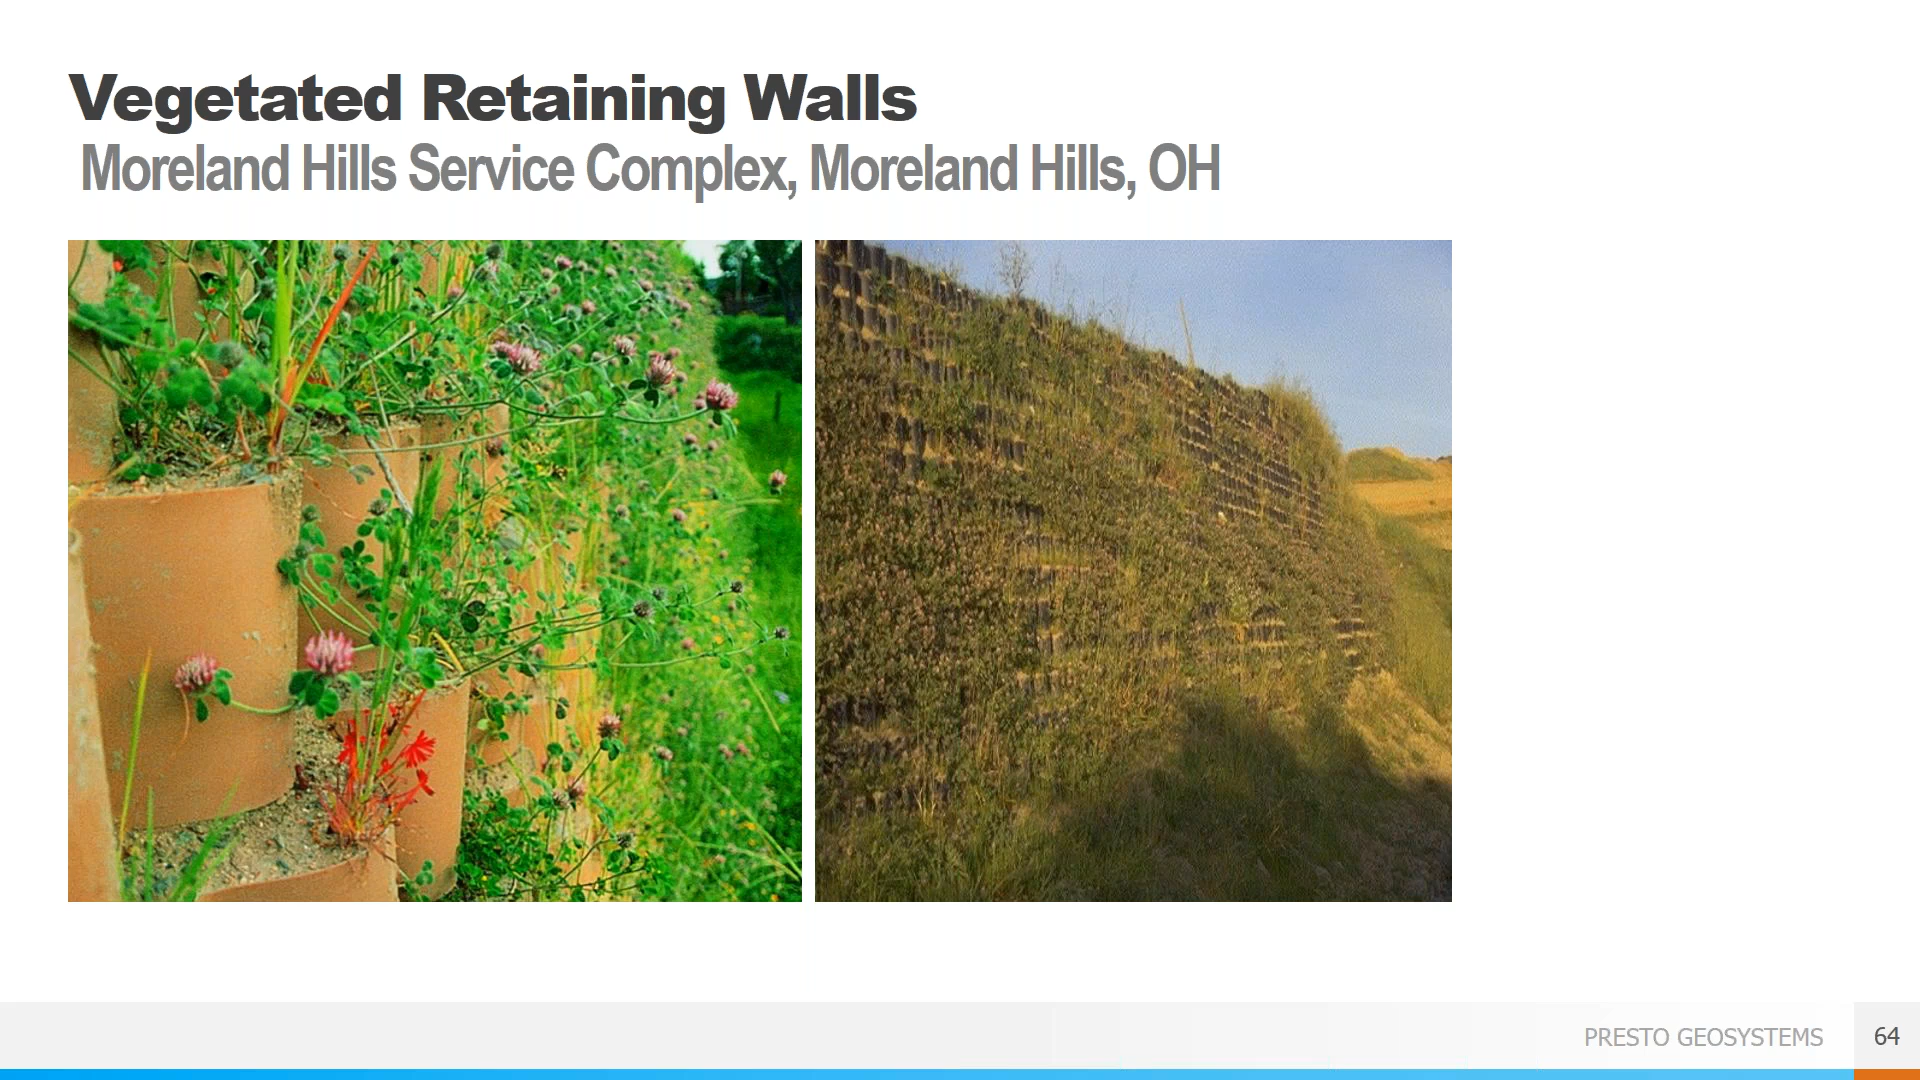 Vegetated Retaining Walls
Moreland Hills Service Complex, Moreland Hills, OH
PRESTO GEOSYSTEMS
64